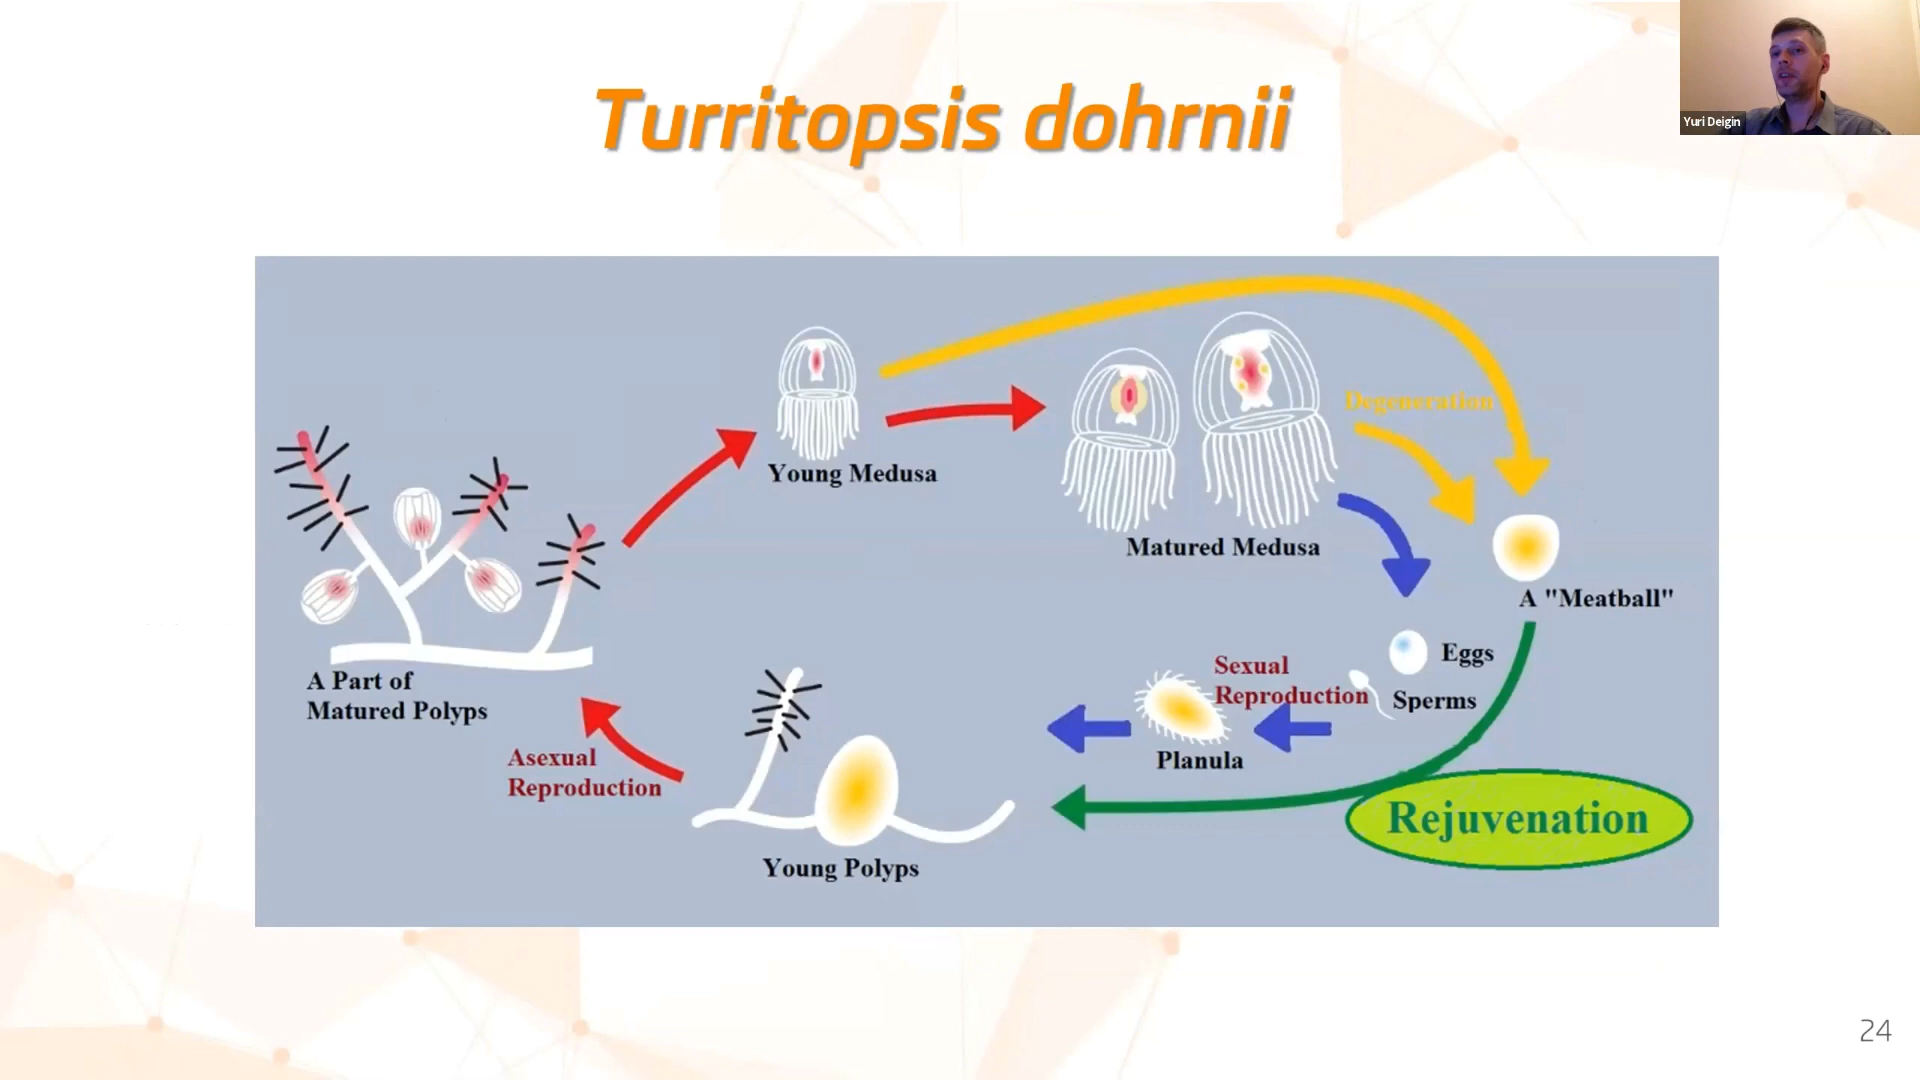 Yuri Deigin
Turritopsis dohrnii
Degeneration
Young Medusa
Matured Medusa
A "Meatball"
Eggs
Sexual
Reproduction
Sperms
A Part of
Matured Polyps
Planula
Asexual
Reproduction
Rejuvenation
Young Polyps
24